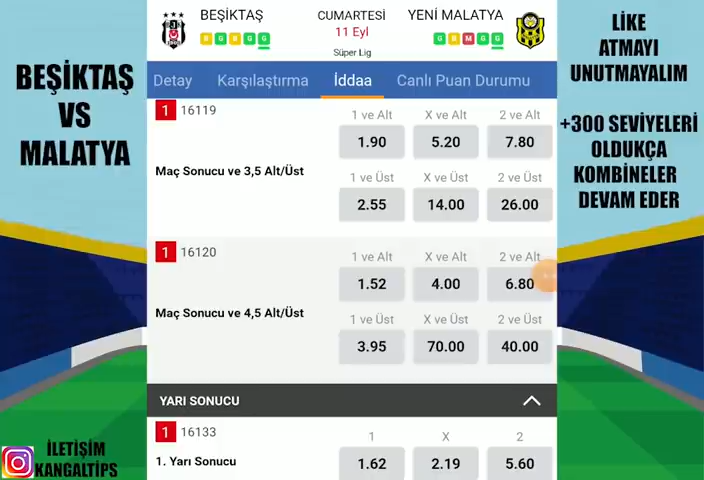 BEŞİKTAŞ
VS
MALATYA
BEŞİKTAŞ
B B G G G
CUMARTESİ
11 Eyl
Süper Lig
YENİ MALATYA
G B M G G
Detay Karşılaştırma İddaa Canlı Puan Durumu
1 16119
Maç Sonucu ve 3,5 Alt/Üst
1 ve Alt X ve Alt 2 ve Alt
1.90 5.20 7.80
1 ve Üst X ve Üst 2 ve Üst
2.55 14.00 26.00
1 16120
Maç Sonucu ve 4,5 Alt/Üst
1 ve Alt X ve Alt 2 ve Alt
1.52 4.00 6.80
1 ve Üst X ve Üst 2 ve Üst
3.95 70.00 40.00
YARI SONUCU
1 16133
1. Yarı Sonucu
1 X 2
1.62 2.19 5.60
LİKE
ATMAYI
UNUTMAYALIM
+300 SEVİYELERİ
OLDUKÇA
KOMBİNELER
DEVAM EDER
İLETİŞİM
KANGALTİPS